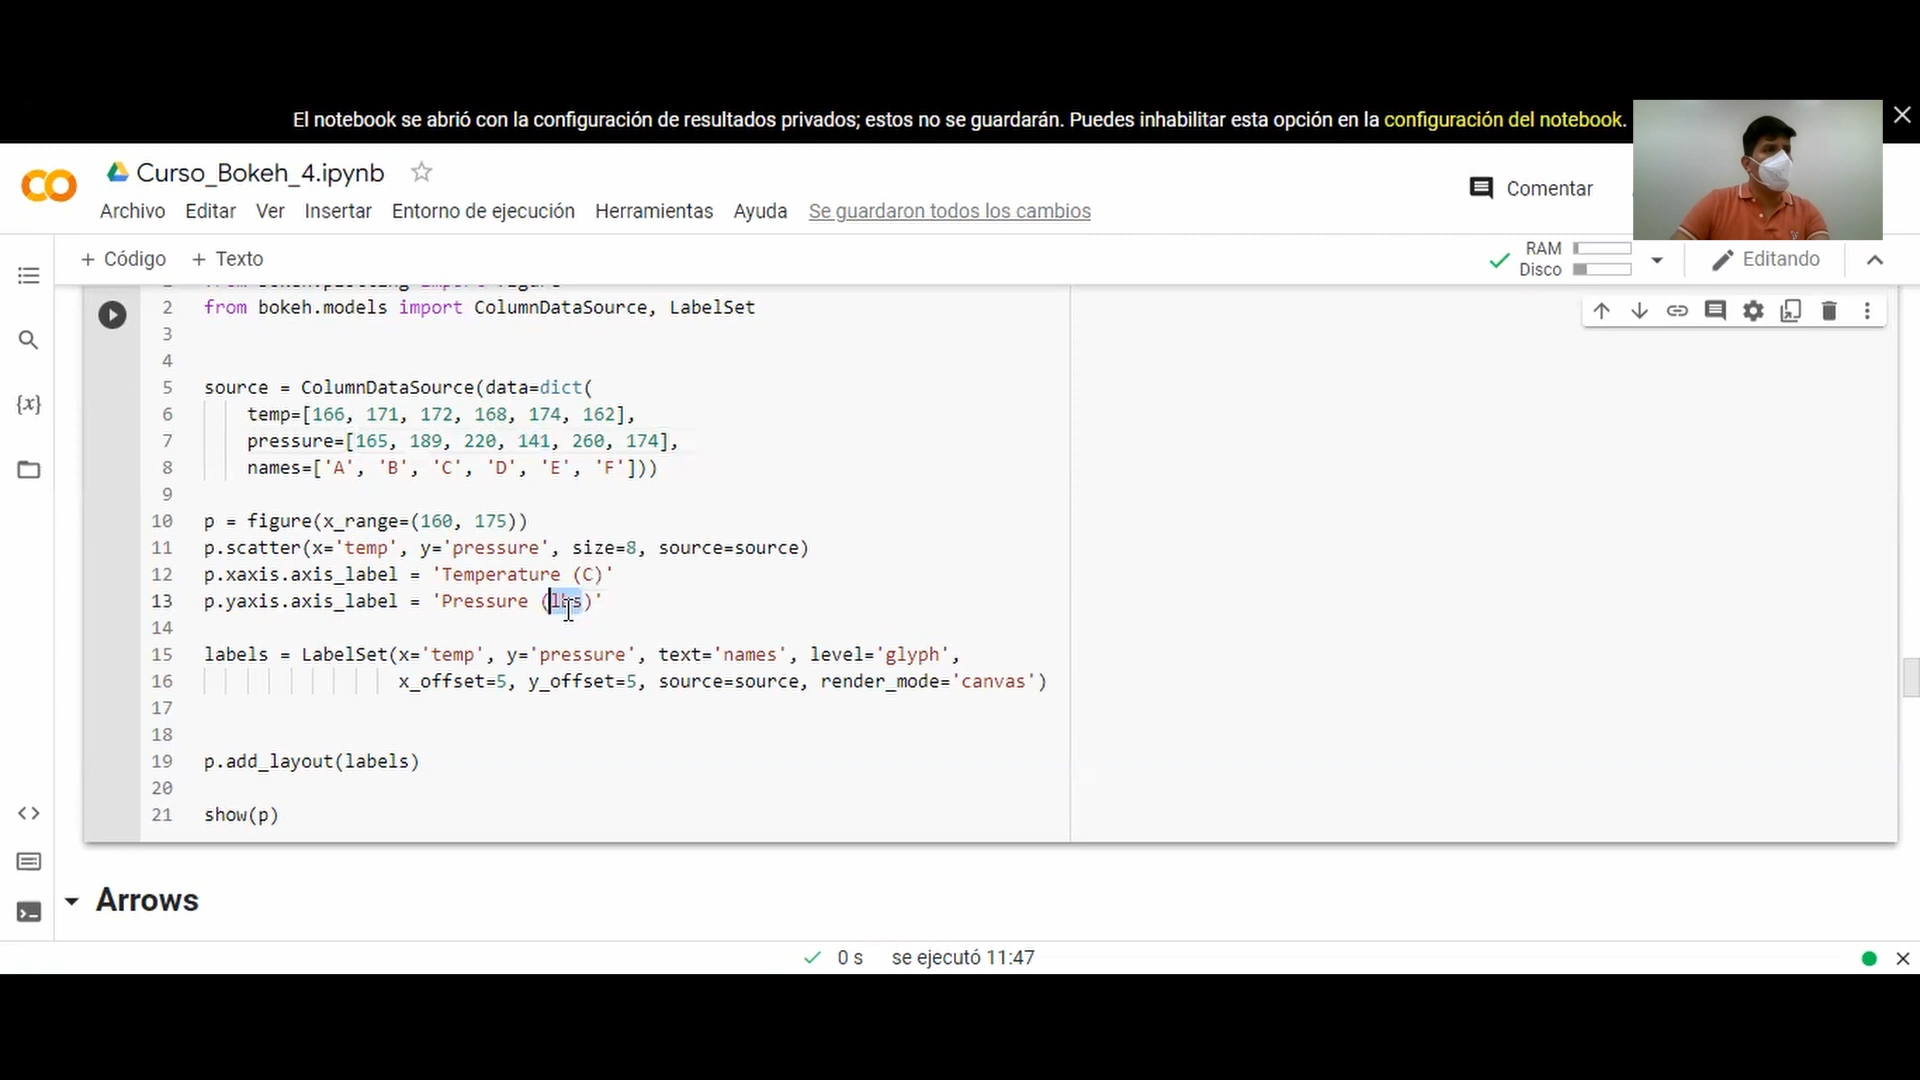 El notebook se abrió con la configuración de resultados privados; estos no se guardarán. Puedes inhabilitar esta opción en la configuración del notebook.
Curso_Bokeh_4.ipynb
Comentar
Archivo Editar Ver Insertar Entorno de ejecución Herramientas Ayuda Se guardaron todos los cambios
+ Código + Texto
RAM
Disco
Editando
2 from bokeh.models import ColumnDataSource, LabelSet
3
4
5 source = ColumnDataSource(data=dict(
6 temp=[166, 171, 172, 168, 174, 162],
7 pressure=[165, 189, 220, 141, 260, 174],
8 names=['A', 'B', 'C', 'D', 'E', 'F']))
9
10 p = figure(x_range=(160, 175))
11 p.scatter(x='temp', y='pressure', size=8, source=source)
12 p.xaxis.axis_label = 'Temperature (C)'
13 p.yaxis.axis_label = 'Pressure (lbs)'
14
15 labels = LabelSet(x='temp', y='pressure', text='names', level='glyph',
16 x_offset=5, y_offset=5, source=source, render_mode='canvas')
17
18
19 p.add_layout(labels)
20
21 show(p)
Arrows
0 s se ejecutó 11:47